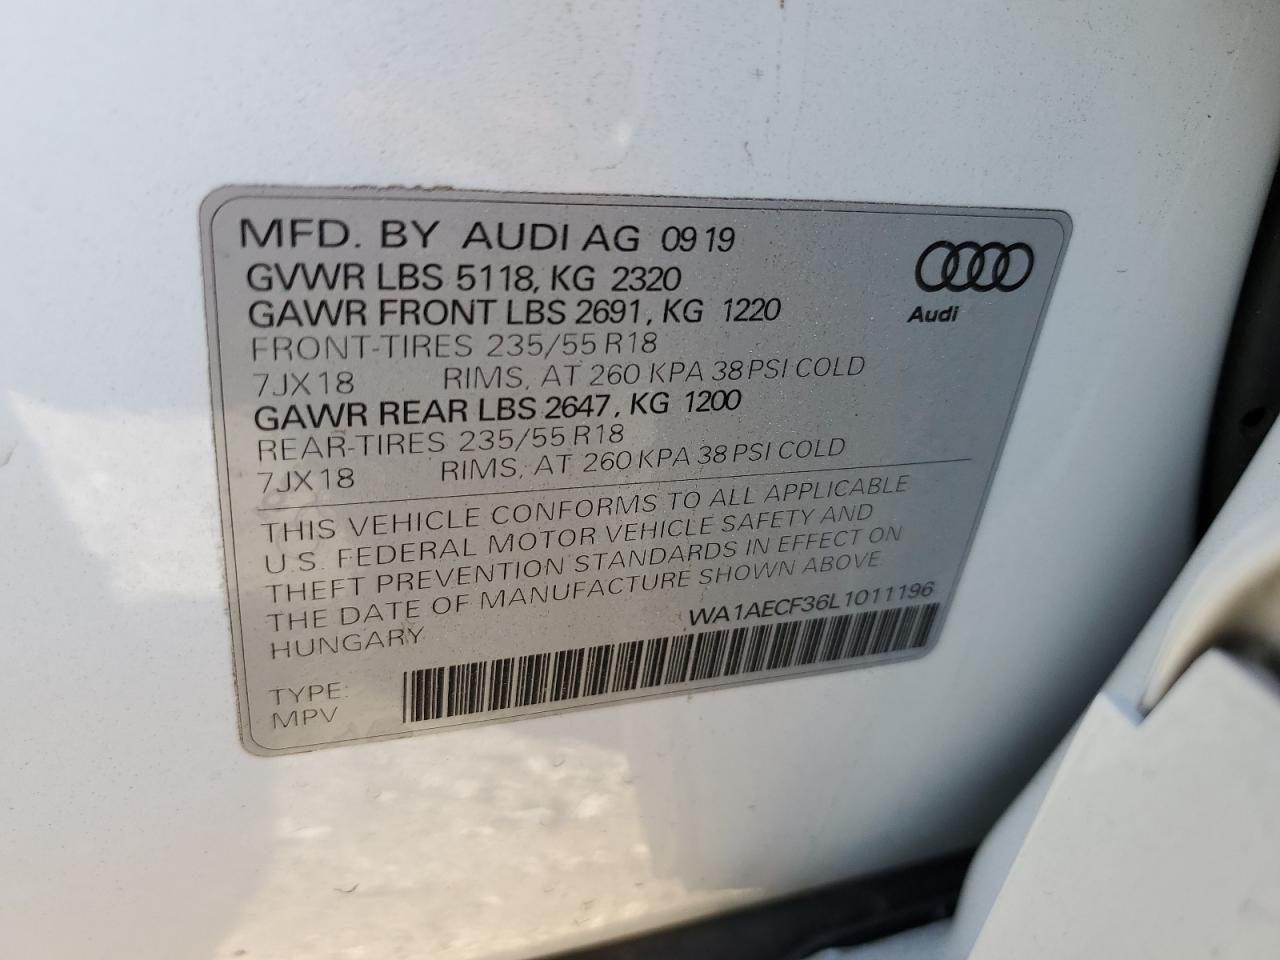 MFD. BY AUDI AG 09 19
GVWR LBS 5118, KG 2320
GAWR FRONT LBS 2691, KG 1220
FRONT-TIRES 235/55 R18
7JX18 RIMS, AT 260 KPA 38 PSI COLD
GAWR REAR LBS 2647, KG 1200
REAR-TIRES 235/55 R18
7JX18 RIMS, AT 260 KPA 38 PSI COLD
Audi
THIS VEHICLE CONFORMS TO ALL APPLICABLE
U.S. FEDERAL MOTOR VEHICLE SAFETY AND
THEFT PREVENTION STANDARDS IN EFFECT ON
THE DATE OF MANUFACTURE SHOWN ABOVE
HUNGARY
WA1AECF36L1011196
TYPE:
MPV